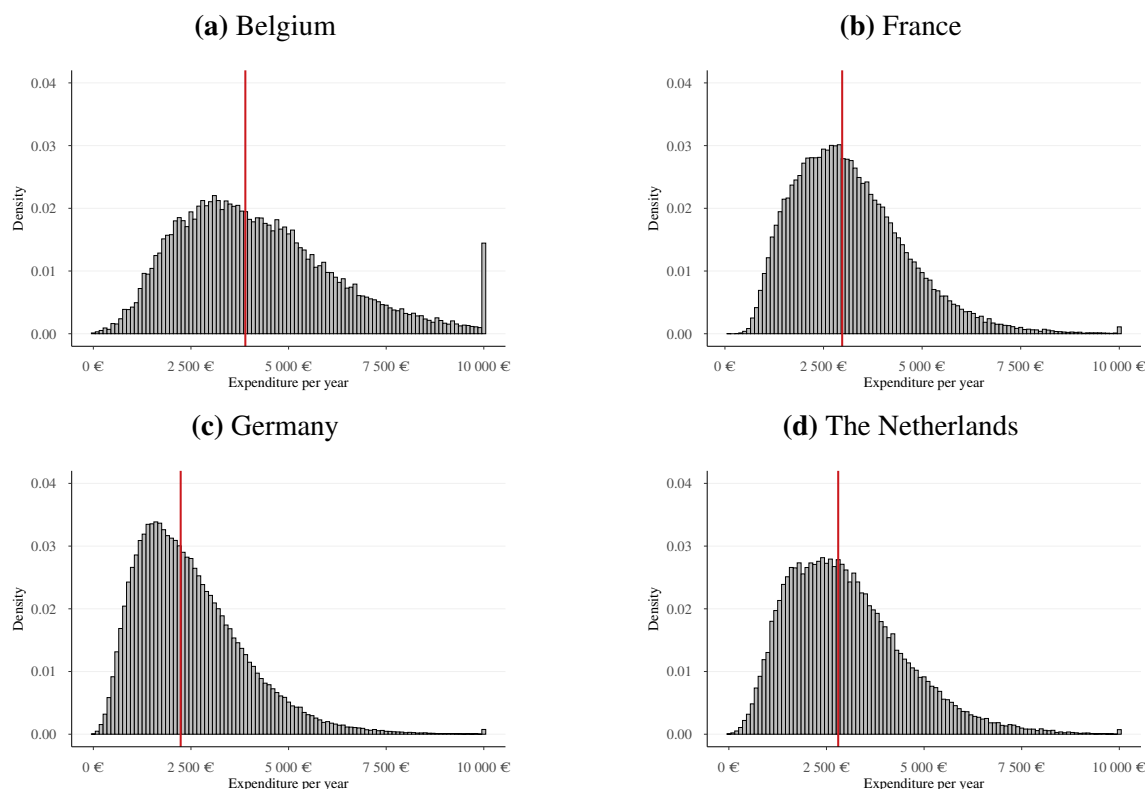 (a) Belgium
0.04
0.03
0.02
0.01
0.00
Density
0 €
2 500 €
5 000 €
7 500 €
10 000 €
Expenditure per year
(b) France
0.04
0.03
0.02
0.01
0.00
Density
0 €
2 500 €
5 000 €
7 500 €
10 000 €
Expenditure per year
(c) Germany
0.04
0.03
0.02
0.01
0.00
Density
0 €
2 500 €
5 000 €
7 500 €
10 000 €
Expenditure per year
(d) The Netherlands
0.04
0.03
0.02
0.01
0.00
Density
0 €
2 500 €
5 000 €
7 500 €
10 000 €
Expenditure per year